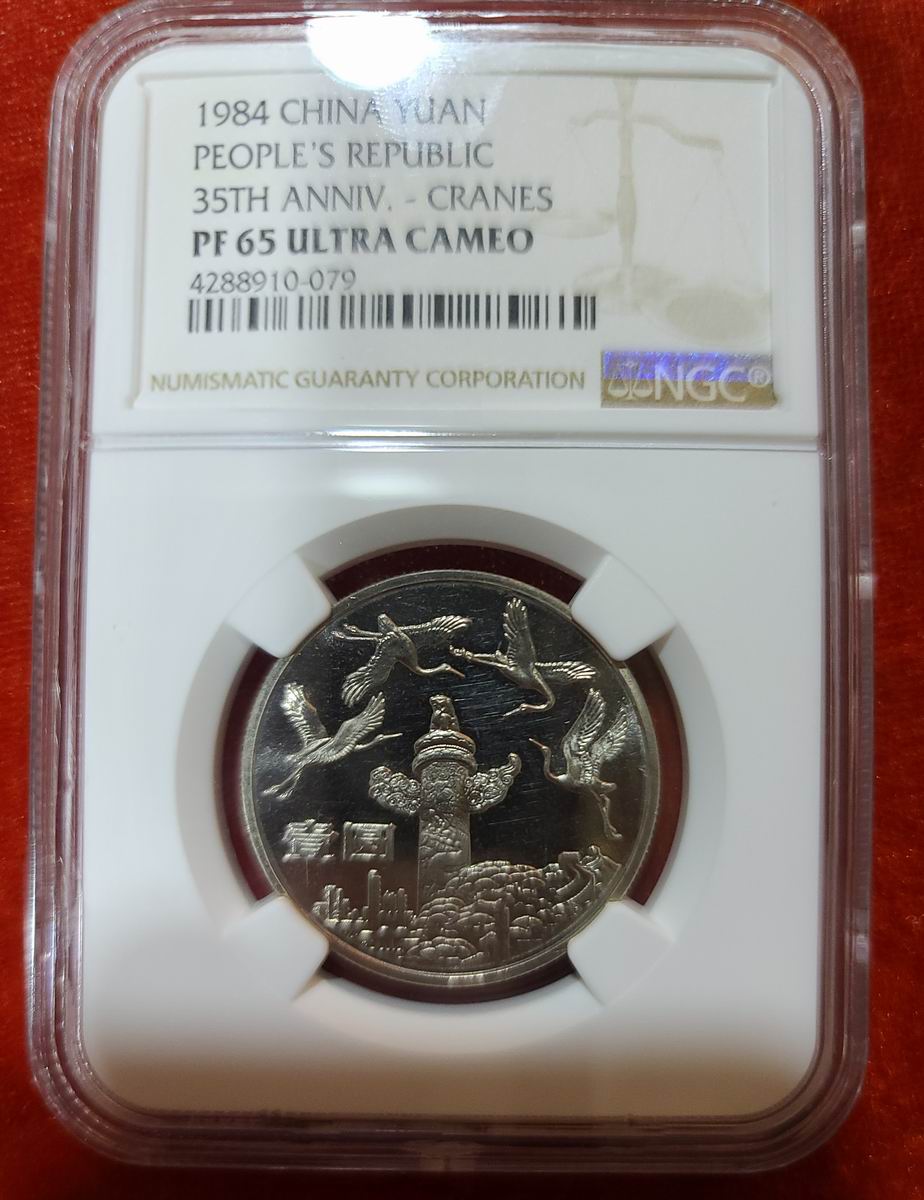 1984 CHINA YUAN
PEOPLE'S REPUBLIC
35TH ANNIV. - CRANES
PF 65 ULTRA CAMEO
4288910-079
NUMISMATIC GUARANTY CORPORATION
NGC®
壹圆